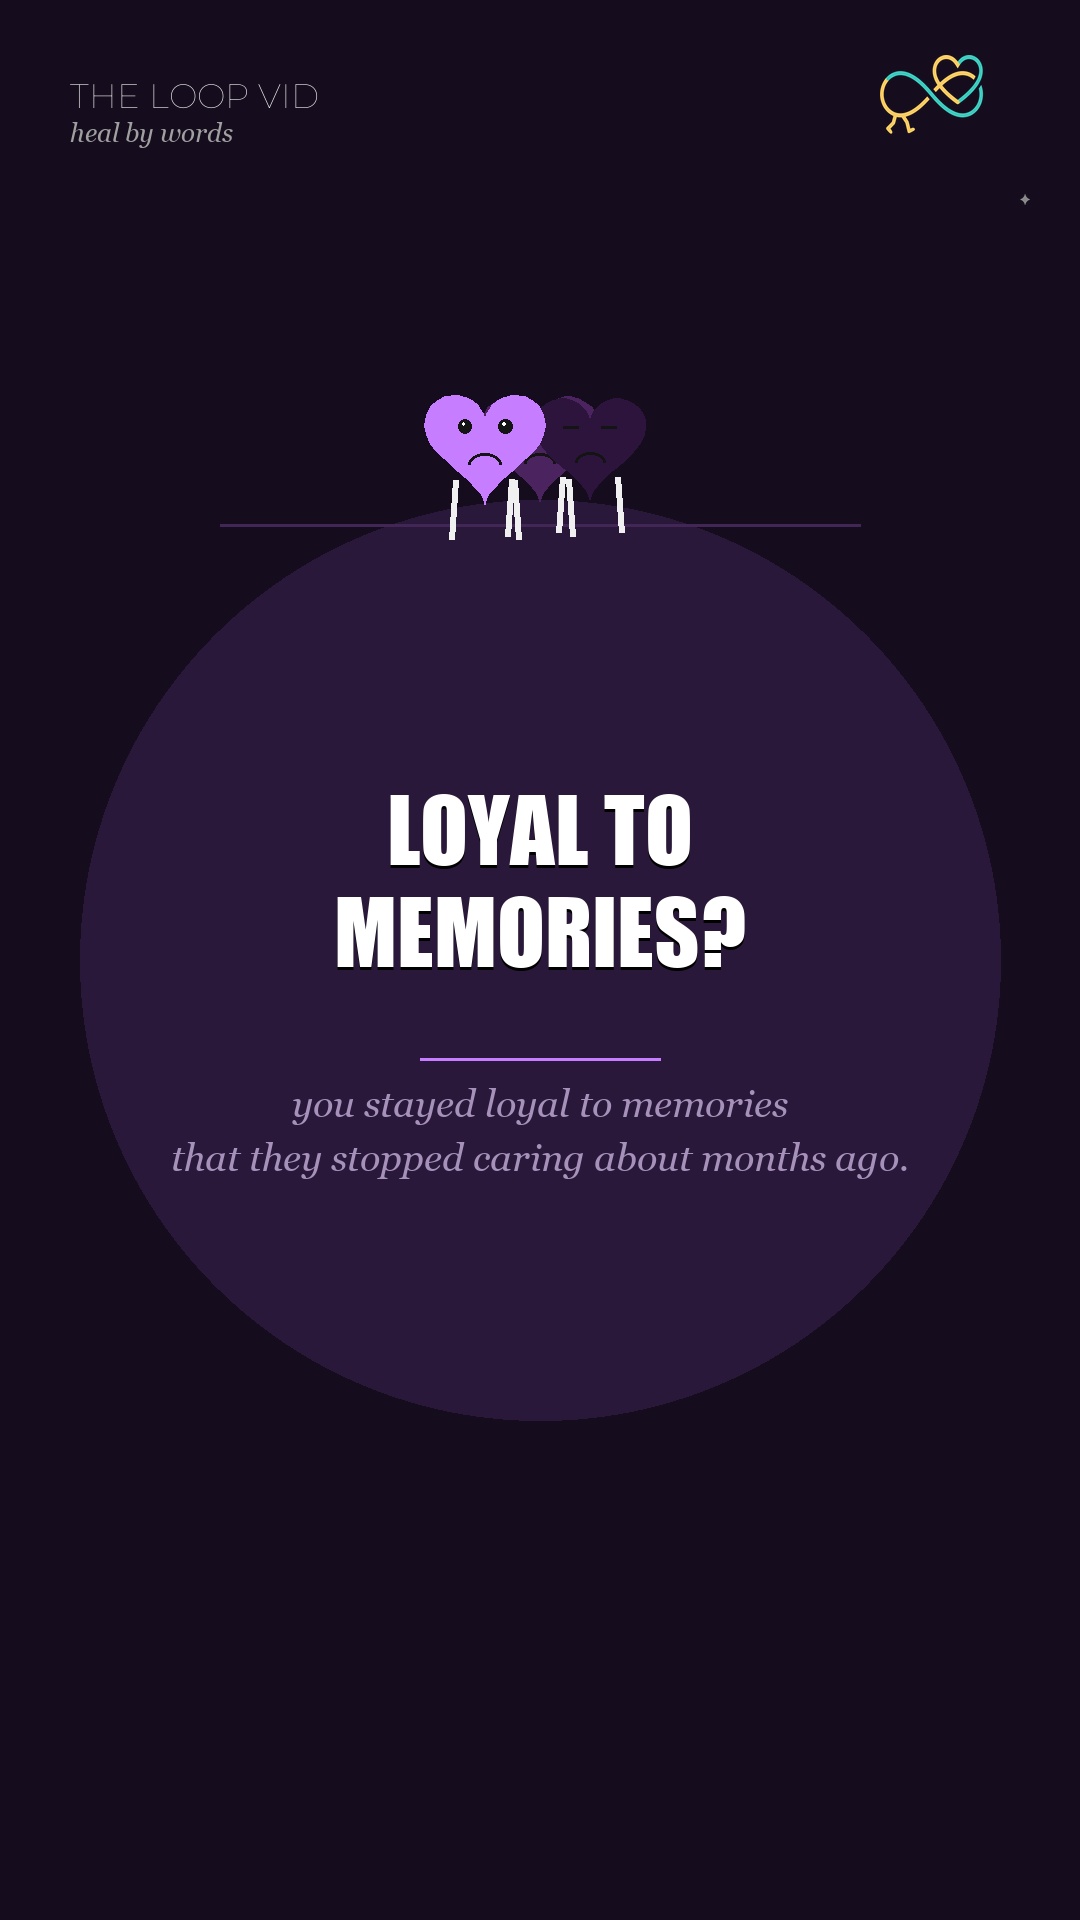 THE LOOP VID
heal by words
LOYAL TO
MEMORIES?
you stayed loyal to memories
that they stopped caring about months ago.